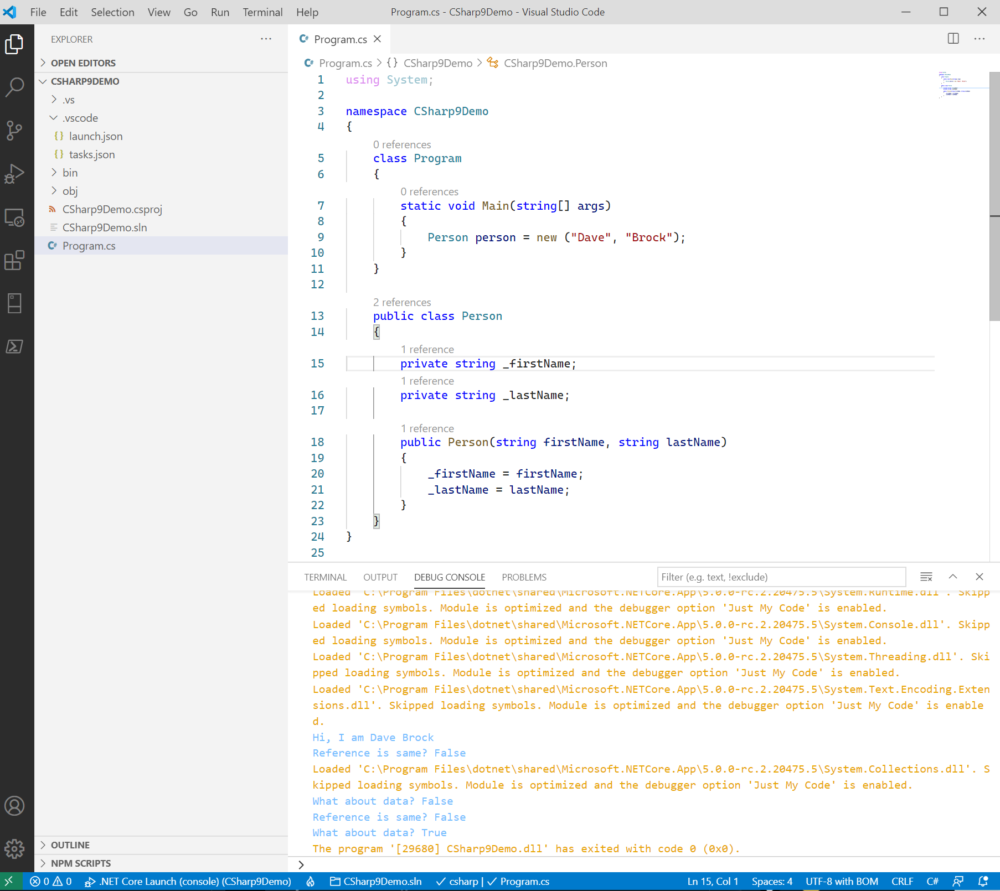 File Edit Selection View Go Run Terminal Help Program.cs - CSharp9Demo - Visual Studio Code
EXPLORER
OPEN EDITORS
CSHARP9DEMO
.vs
.vscode
launch.json
tasks.json
bin
obj
CSharp9Demo.csproj
CSharp9Demo.sln
C# Program.cs
OUTLINE
NPM SCRIPTS
C# Program.cs
C# Program.cs > {} CSharp9Demo > CSharp9Demo.Person
1 using System;
2
3 namespace CSharp9Demo
4 {
0 references
5 class Program
6 {
0 references
7 static void Main(string[] args)
8 {
9 Person person = new ("Dave", "Brock");
10 }
11 }
12
2 references
13 public class Person
14 {
1 reference
15 private string _firstName;
1 reference
16 private string _lastName;
17
1 reference
18 public Person(string firstName, string lastName)
19 {
20 _firstName = firstName;
21 _lastName = lastName;
22 }
23 }
24 }
25
TERMINAL OUTPUT DEBUG CONSOLE PROBLEMS Filter (e.g. text, !exclude)
Loaded 'C:\Program Files\dotnet\shared\Microsoft.NETCore.App\5.0.0-rc.2.20475.5\System.Runtime.dll'. Skipp
ed loading symbols. Module is optimized and the debugger option 'Just My Code' is enabled.
Loaded 'C:\Program Files\dotnet\shared\Microsoft.NETCore.App\5.0.0-rc.2.20475.5\System.Console.dll'. Skipp
ed loading symbols. Module is optimized and the debugger option 'Just My Code' is enabled.
Loaded 'C:\Program Files\dotnet\shared\Microsoft.NETCore.App\5.0.0-rc.2.20475.5\System.Threading.dll'. Ski
pped loading symbols. Module is optimized and the debugger option 'Just My Code' is enabled.
Loaded 'C:\Program Files\dotnet\shared\Microsoft.NETCore.App\5.0.0-rc.2.20475.5\System.Text.Encoding.Exten
sions.dll'. Skipped loading symbols. Module is optimized and the debugger option 'Just My Code' is enable
d.
Hi, I am Dave Brock
Reference is same? False
Loaded 'C:\Program Files\dotnet\shared\Microsoft.NETCore.App\5.0.0-rc.2.20475.5\System.Collections.dll'. S
kipped loading symbols. Module is optimized and the debugger option 'Just My Code' is enabled.
What about data? False
Reference is same? False
What about data? True
The program '[29680] CSharp9Demo.dll' has exited with code 0 (0x0).
0 0 .NET Core Launch (console) (CSharp9Demo) CSharp9Demo.sln csharp | Program.cs Ln 15, Col 1 Spaces: 4 UTF-8 with BOM CRLF C#